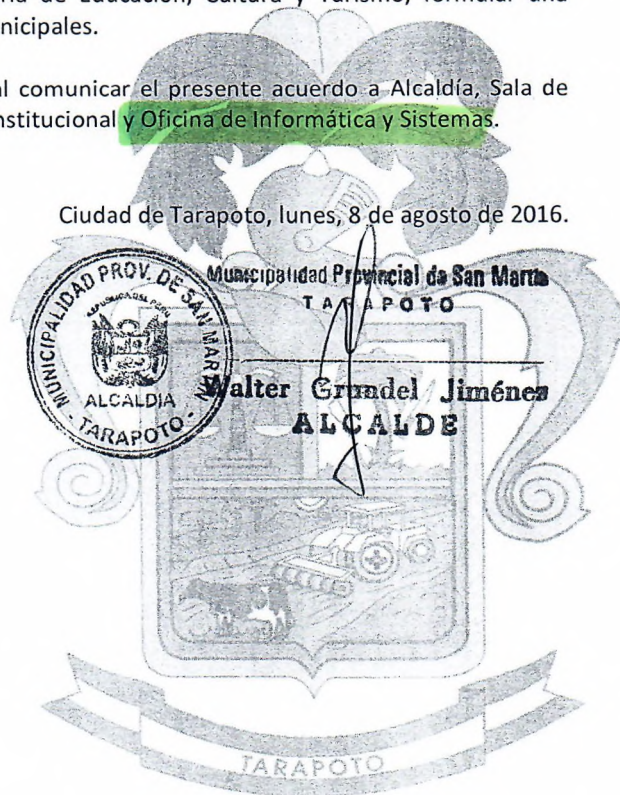 ría de Educación, Cultura y Turismo, formular una
nicipales.
al comunicar el presente acuerdo a Alcaldía, Sala de
nstitucional y Oficina de Informática y Sistemas.
Ciudad de Tarapoto, lunes, 8 de agosto de 2016.
MUNICIPALIDAD PROV. DE SAN MARTIN
ALCALDIA
- TARAPOTO -
Municipalidad Provincial de San Martín
TARAPOTO
Walter Grundel Jiménez
ALCALDE
TARAPOTO